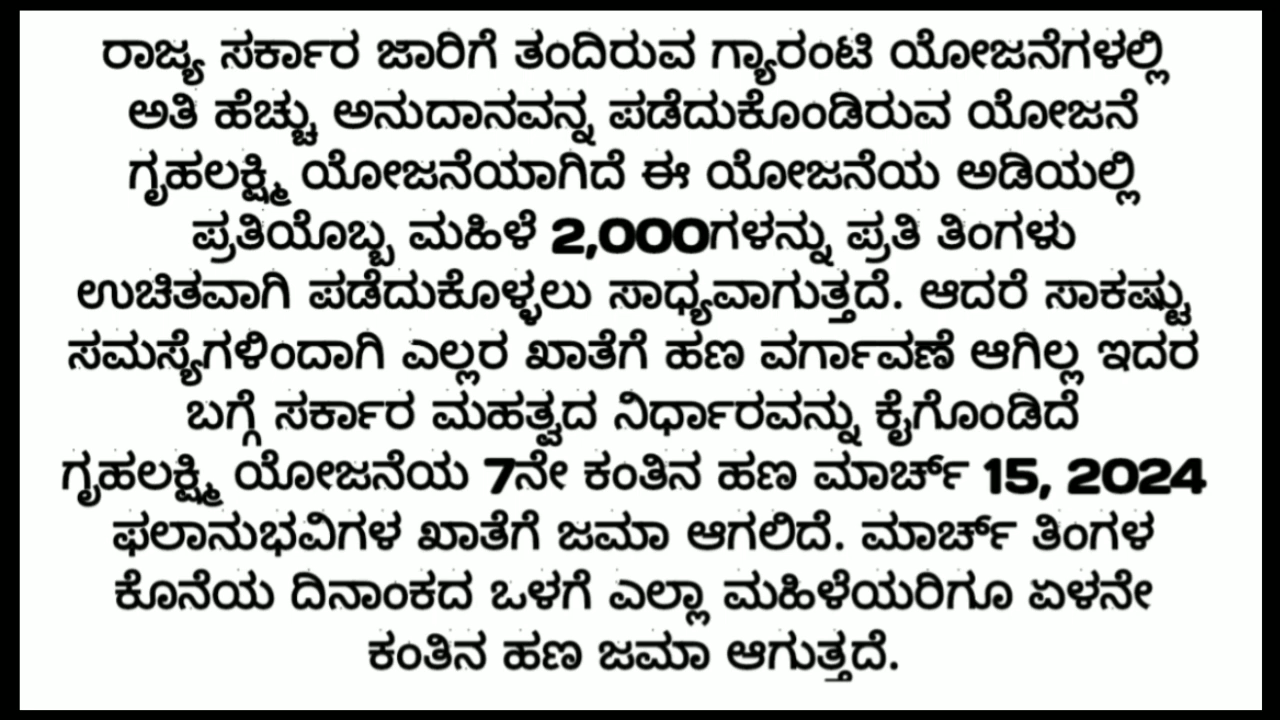 ರಾಜ್ಯ ಸರ್ಕಾರ ಜಾರಿಗೆ ತಂದಿರುವ ಗ್ಯಾರಂಟಿ ಯೋಜನೆಗಳಲ್ಲಿ
ಅತಿ ಹೆಚ್ಚು ಅನುದಾನವನ್ನ ಪಡೆದುಕೊಂಡಿರುವ ಯೋಜನೆ
ಗೃಹಲಕ್ಷ್ಮಿ ಯೋಜನೆಯಾಗಿದೆ ಈ ಯೋಜನೆಯ ಅಡಿಯಲ್ಲಿ
ಪ್ರತಿಯೊಬ್ಬ ಮಹಿಳೆ 2,000ಗಳನ್ನು ಪ್ರತಿ ತಿಂಗಳು
ಉಚಿತವಾಗಿ ಪಡೆದುಕೊಳ್ಳಲು ಸಾಧ್ಯವಾಗುತ್ತದೆ. ಆದರೆ ಸಾಕಷ್ಟು
ಸಮಸ್ಯೆಗಳಿಂದಾಗಿ ಎಲ್ಲರ ಖಾತೆಗೆ ಹಣ ವರ್ಗಾವಣೆ ಆಗಿಲ್ಲ ಇದರ
ಬಗ್ಗೆ ಸರ್ಕಾರ ಮಹತ್ವದ ನಿರ್ಧಾರವನ್ನು ಕೈಗೊಂಡಿದೆ
ಗೃಹಲಕ್ಷ್ಮಿ ಯೋಜನೆಯ 7ನೇ ಕಂತಿನ ಹಣ ಮಾರ್ಚ್ 15, 2024
ಫಲಾನುಭವಿಗಳ ಖಾತೆಗೆ ಜಮಾ ಆಗಲಿದೆ. ಮಾರ್ಚ್ ತಿಂಗಳ
ಕೊನೆಯ ದಿನಾಂಕದ ಒಳಗೆ ಎಲ್ಲಾ ಮಹಿಳೆಯರಿಗೂ ಏಳನೇ
ಕಂತಿನ ಹಣ ಜಮಾ ಆಗುತ್ತದೆ.